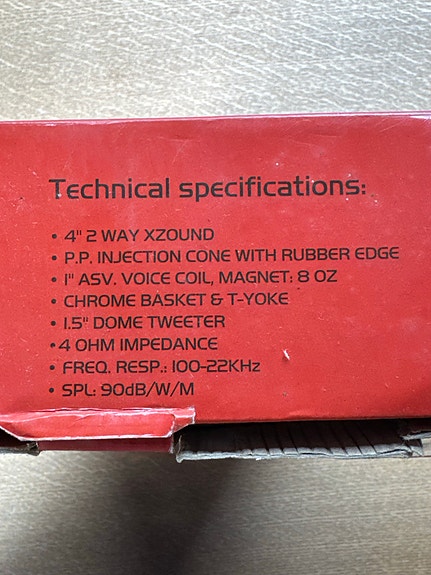 Technical specifications:
• 4" 2 WAY XZOUND
• P.P. INJECTION CONE WITH RUBBER EDGE
• 1" ASV. VOICE COIL, MAGNET: 8 OZ
• CHROME BASKET & T-YOKE
• 1.5" DOME TWEETER
• 4 OHM IMPEDANCE
• FREQ. RESP.: 100-22KHz
• SPL: 90dB/W/M